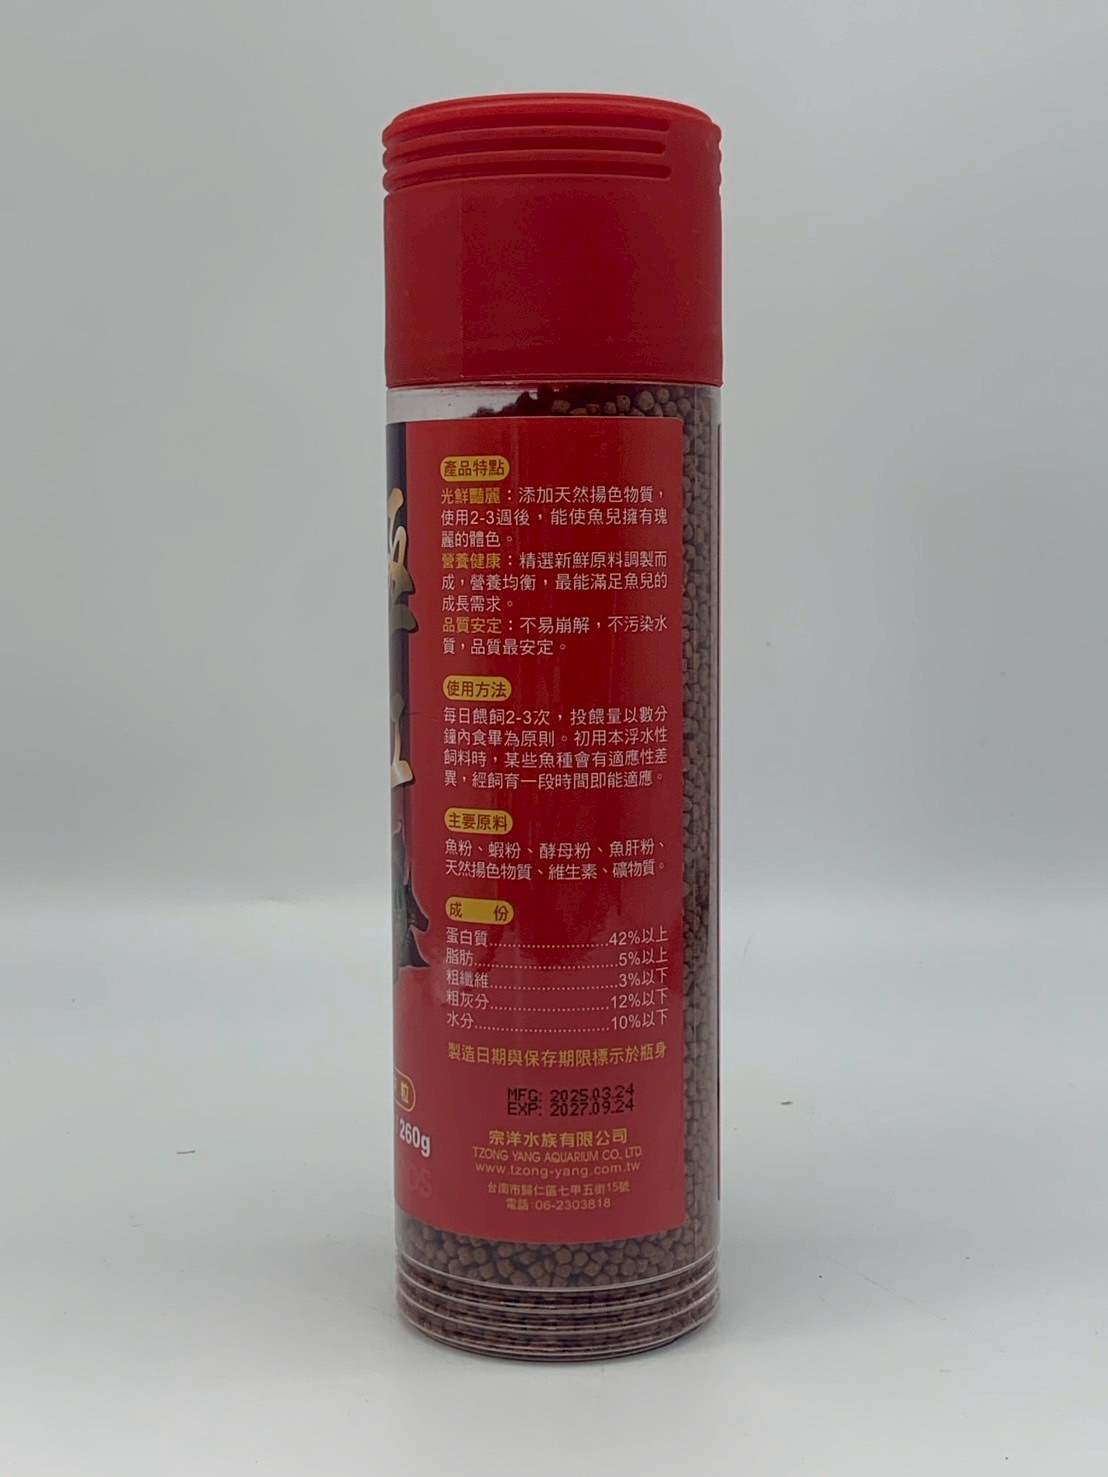 產品特點
光鮮豔麗：添加天然揚色物質，
使用2-3週後，能使魚兒擁有瑰
麗的體色。
營養健康：精選新鮮原料調製而
成，營養均衡，最能滿足魚兒的
成長需求。
品質安定：不易崩解，不污染水
質，品質最安定。
使用方法
每日餵飼2-3次，投餵量以數分
鐘內食畢為原則。初用本浮水性
飼料時，某些魚種會有適應性差
異，經飼育一段時間即能適應。
主要原料
魚粉、蝦粉、酵母粉、魚肝粉、
天然揚色物質、維生素、礦物質。
成 份
蛋白質........................42%以上
脂肪.............................5%以上
粗纖維..........................3%以下
粗灰分........................12%以下
水分...........................10%以下
製造日期與保存期限標示於瓶身
MFG: 2025.03.24
EXP: 2027.09.24
粒
260g
宗洋水族有限公司
TZONG YANG AQUARIUM CO., LTD.
www.tzong-yang.com.tw
台南市歸仁區七甲五街15號
電話:06-2303818